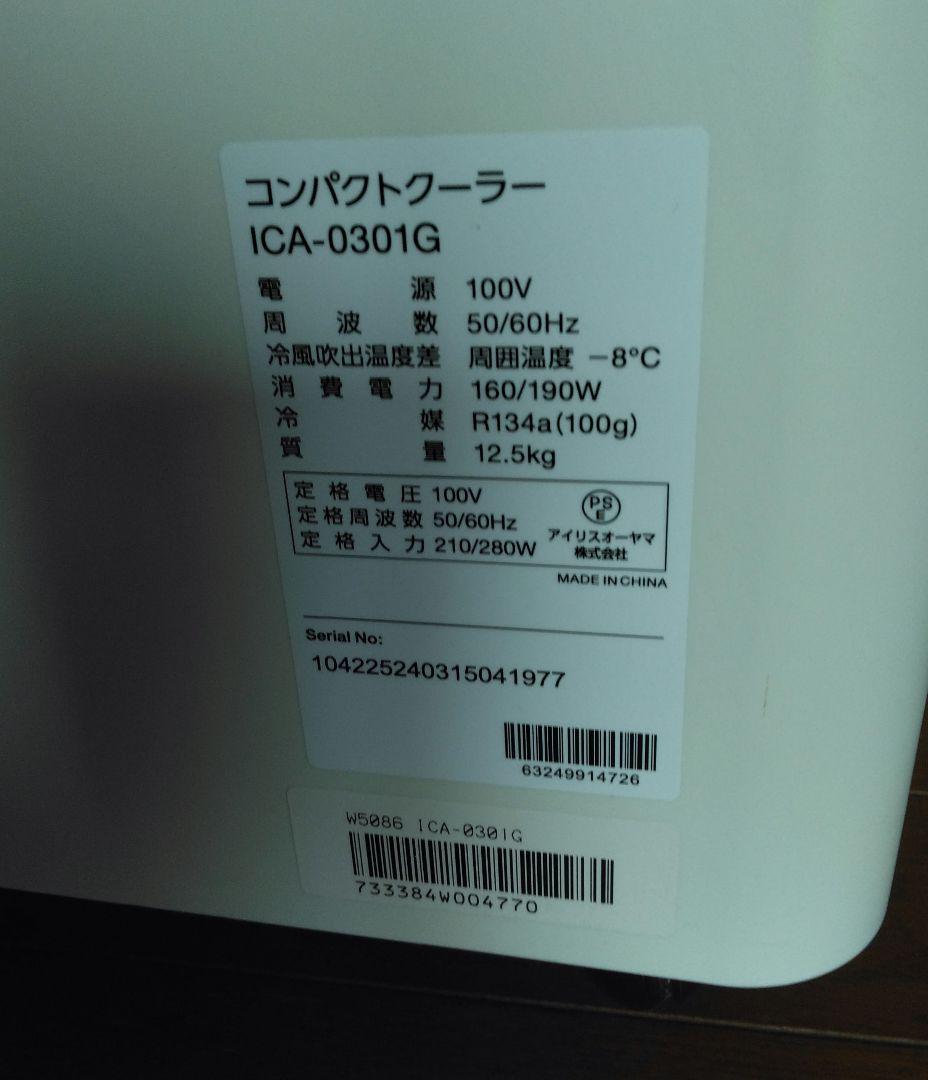 コンパクトクーラー
ICA-0301G
電源 100V
周波数 50/60Hz
冷風吹出温度差 周囲温度 −8℃
消費電力 160/190W
冷媒 R134a(100g)
質量 12.5kg
定格電圧 100V
定格周波数 50/60Hz
定格入力 210/280W
PS
E
アイリスオーヤマ
株式会社
MADE IN CHINA
Serial No:
104225240315041977
63249914726
W5086 ICA-0301G
733384W004770